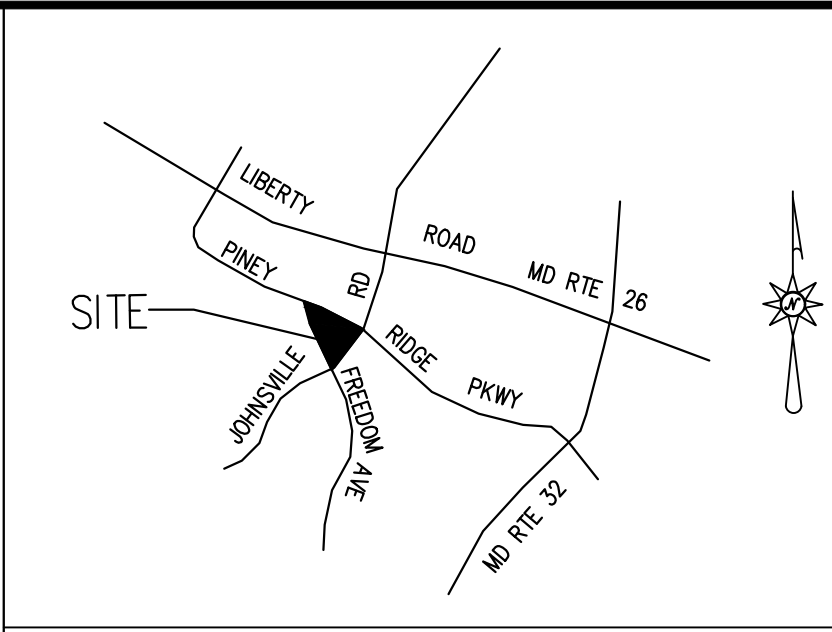 LIBERTY
ROAD
MD RTE 26
PINEY
RD
RIDGE
PKWY
SITE
JOHNSVILLE
FREEDOM AVE
MD RTE 32
N